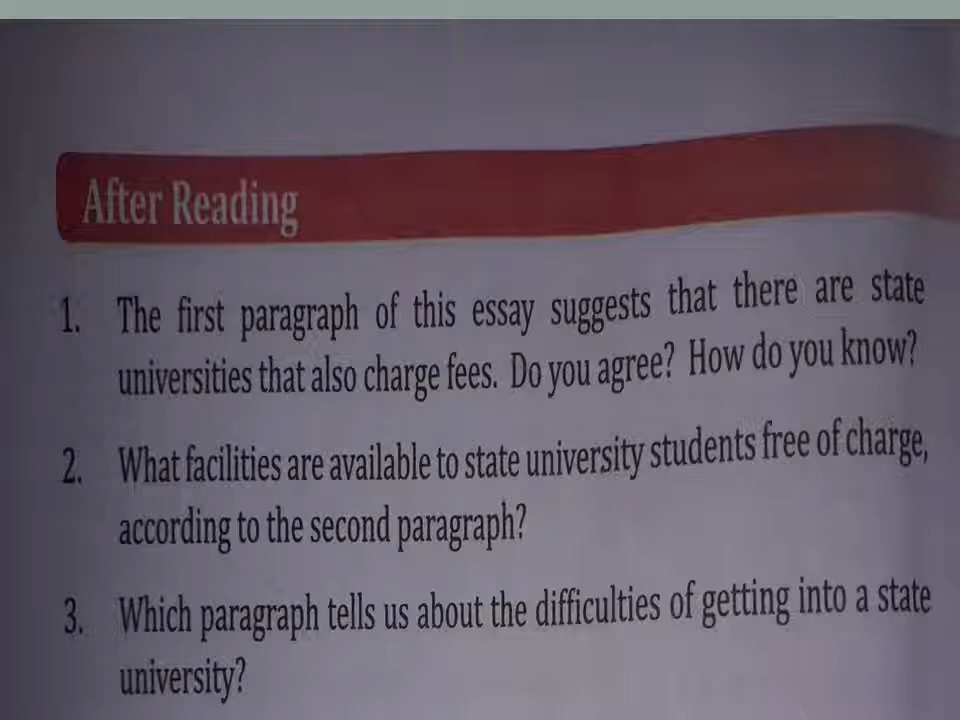 After Reading
1. The first paragraph of this essay suggests that there are state
universities that also charge fees. Do you agree? How do you know?
2. What facilities are available to state university students free of charge,
according to the second paragraph?
3. Which paragraph tells us about the difficulties of getting into a state
university?